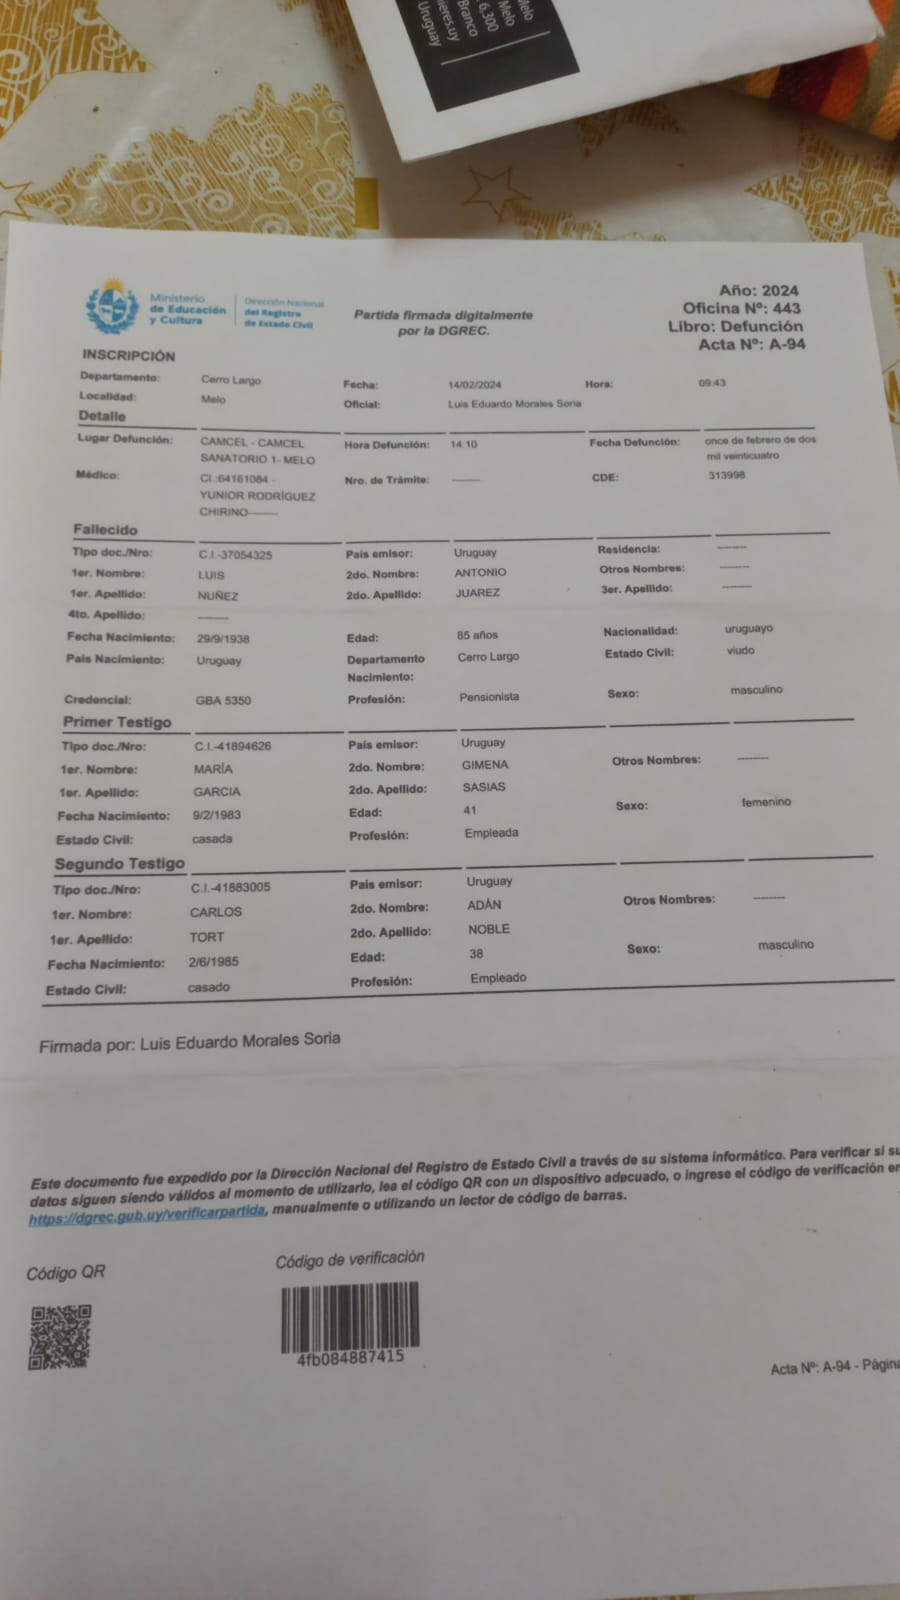 Melo
Melo
6.300
Branco
ieres.uy
Uruguay
Ministerio
de Educación
y Cultura
Dirección Nacional
del Registro
de Estado Civil
Partida firmada digitalmente
por la DGREC.
Año: 2024
Oficina Nº: 443
Libro: Defunción
Acta Nº: A-94
INSCRIPCIÓN
Departamento: Cerro Largo Fecha: 14/02/2024 Hora: 09:43
Localidad: Melo Oficial: Luis Eduardo Morales Soria
Detalle
Lugar Defunción: CAMCEL - CAMCEL Hora Defunción: 14:10 Fecha Defunción: once de febrero de dos
SANATORIO 1- MELO mil veinticuatro
Médico: CI.:64161084 - Nro. de Trámite: -------- CDE: 313998
YUNIOR RODRÍGUEZ
CHIRINO--------
Fallecido
Tipo doc./Nro: C.I.-37054325 Pais emisor: Uruguay Residencia: --------
1er. Nombre: LUIS 2do. Nombre: ANTONIO Otros Nombres: --------
1er. Apellido: NUÑEZ 2do. Apellido: JUAREZ 3er. Apellido: --------
4to. Apellido: --------
Fecha Nacimiento: 29/9/1938 Edad: 85 años Nacionalidad: uruguayo
Pais Nacimiento: Uruguay Departamento Cerro Largo Estado Civil: viudo
Nacimiento:
Credencial: GBA 5350 Profesión: Pensionista Sexo: masculino
Primer Testigo
Tipo doc./Nro: C.I.-41894626 Pais emisor: Uruguay
1er. Nombre: MARÍA 2do. Nombre: GIMENA Otros Nombres: --------
1er. Apellido: GARCIA 2do. Apellido: SASIAS
Fecha Nacimiento: 9/2/1983 Edad: 41 Sexo: femenino
Estado Civil: casada Profesión: Empleada
Segundo Testigo
Tipo doc./Nro: C.I.-41883005 Pais emisor: Uruguay
1er. Nombre: CARLOS 2do. Nombre: ADÁN Otros Nombres: --------
1er. Apellido: TORT 2do. Apellido: NOBLE
Fecha Nacimiento: 2/6/1985 Edad: 38 Sexo: masculino
Estado Civil: casado Profesión: Empleado
Firmada por: Luis Eduardo Morales Soria
Este documento fue expedido por la Dirección Nacional del Registro de Estado Civil a través de su sistema informático. Para verificar si su
datos siguen siendo válidos al momento de utilizarlo, lea el código QR con un dispositivo adecuado, o ingrese el código de verificación en
https://dgrec.gub.uy/verificarpartida, manualmente o utilizando un lector de código de barras.
Código QR
Código de verificación
4fb084887415
Acta Nº: A-94 - Página